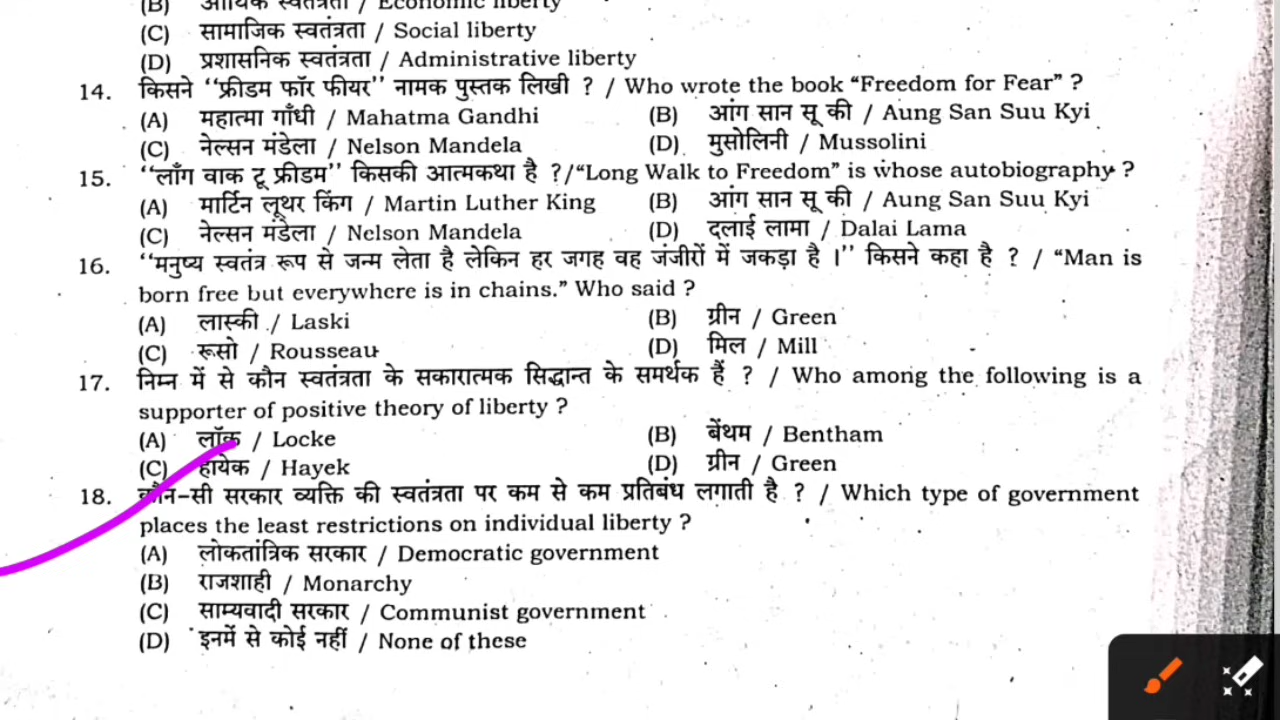 (B) आर्थिक स्वतंत्रता / Economic liberty
(C) सामाजिक स्वतंत्रता / Social liberty
(D) प्रशासनिक स्वतंत्रता / Administrative liberty
14. किसने “फ्रीडम फॉर फीयर” नामक पुस्तक लिखी ? / Who wrote the book “Freedom for Fear” ?
(A) महात्मा गाँधी / Mahatma Gandhi (B) आंग सान सू की / Aung San Suu Kyi
(C) नेल्सन मंडेला / Nelson Mandela (D) मुसोलिनी / Mussolini
15. “लाँग वाक टू फ्रीडम” किसकी आत्मकथा है ?/“Long Walk to Freedom” is whose autobiography ?
(A) मार्टिन लूथर किंग / Martin Luther King (B) आंग सान सू की / Aung San Suu Kyi
(C) नेल्सन मंडेला / Nelson Mandela (D) दलाई लामा / Dalai Lama
16. “मनुष्य स्वतंत्र रूप से जन्म लेता है लेकिन हर जगह वह जंजीरों में जकड़ा है ।” किसने कहा है ? / “Man is
born free but everywhere is in chains.” Who said ?
(A) लास्की / Laski (B) ग्रीन / Green
(C) रूसो / Rousseau (D) मिल / Mill
17. निम्न में से कौन स्वतंत्रता के सकारात्मक सिद्धान्त के समर्थक हैं ? / Who among the following is a
supporter of positive theory of liberty ?
(A) लॉक / Locke (B) बेंथम / Bentham
(C) हायेक / Hayek (D) ग्रीन / Green
18. कौन-सी सरकार व्यक्ति की स्वतंत्रता पर कम से कम प्रतिबंध लगाती है ? / Which type of government
places the least restrictions on individual liberty ?
(A) लोकतांत्रिक सरकार / Democratic government
(B) राजशाही / Monarchy
(C) साम्यवादी सरकार / Communist government
(D) इनमें से कोई नहीं / None of these